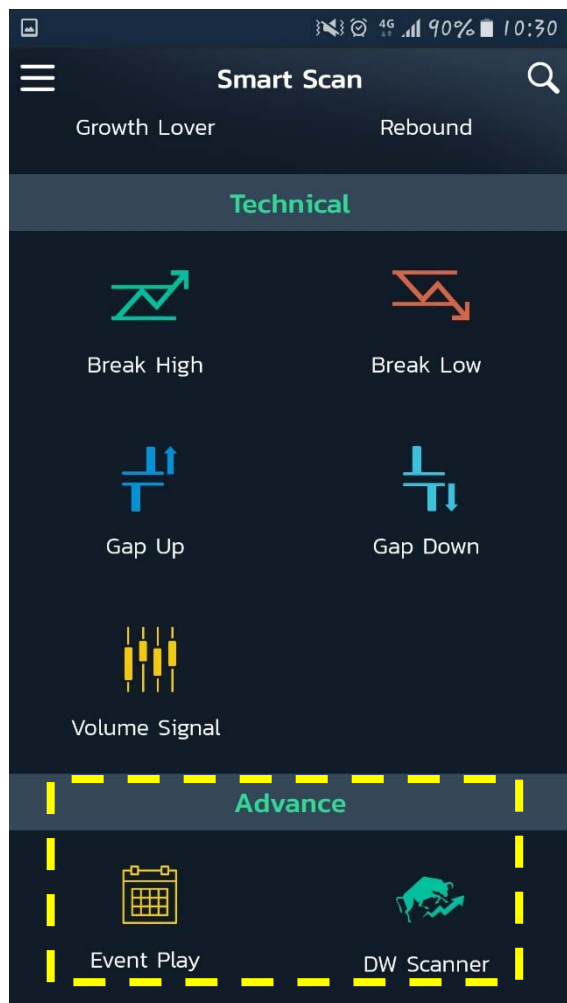 4G 90% 10:30
Smart Scan
Growth Lover Rebound
Technical
Break High Break Low
Gap Up Gap Down
Volume Signal
Advance
Event Play DW Scanner